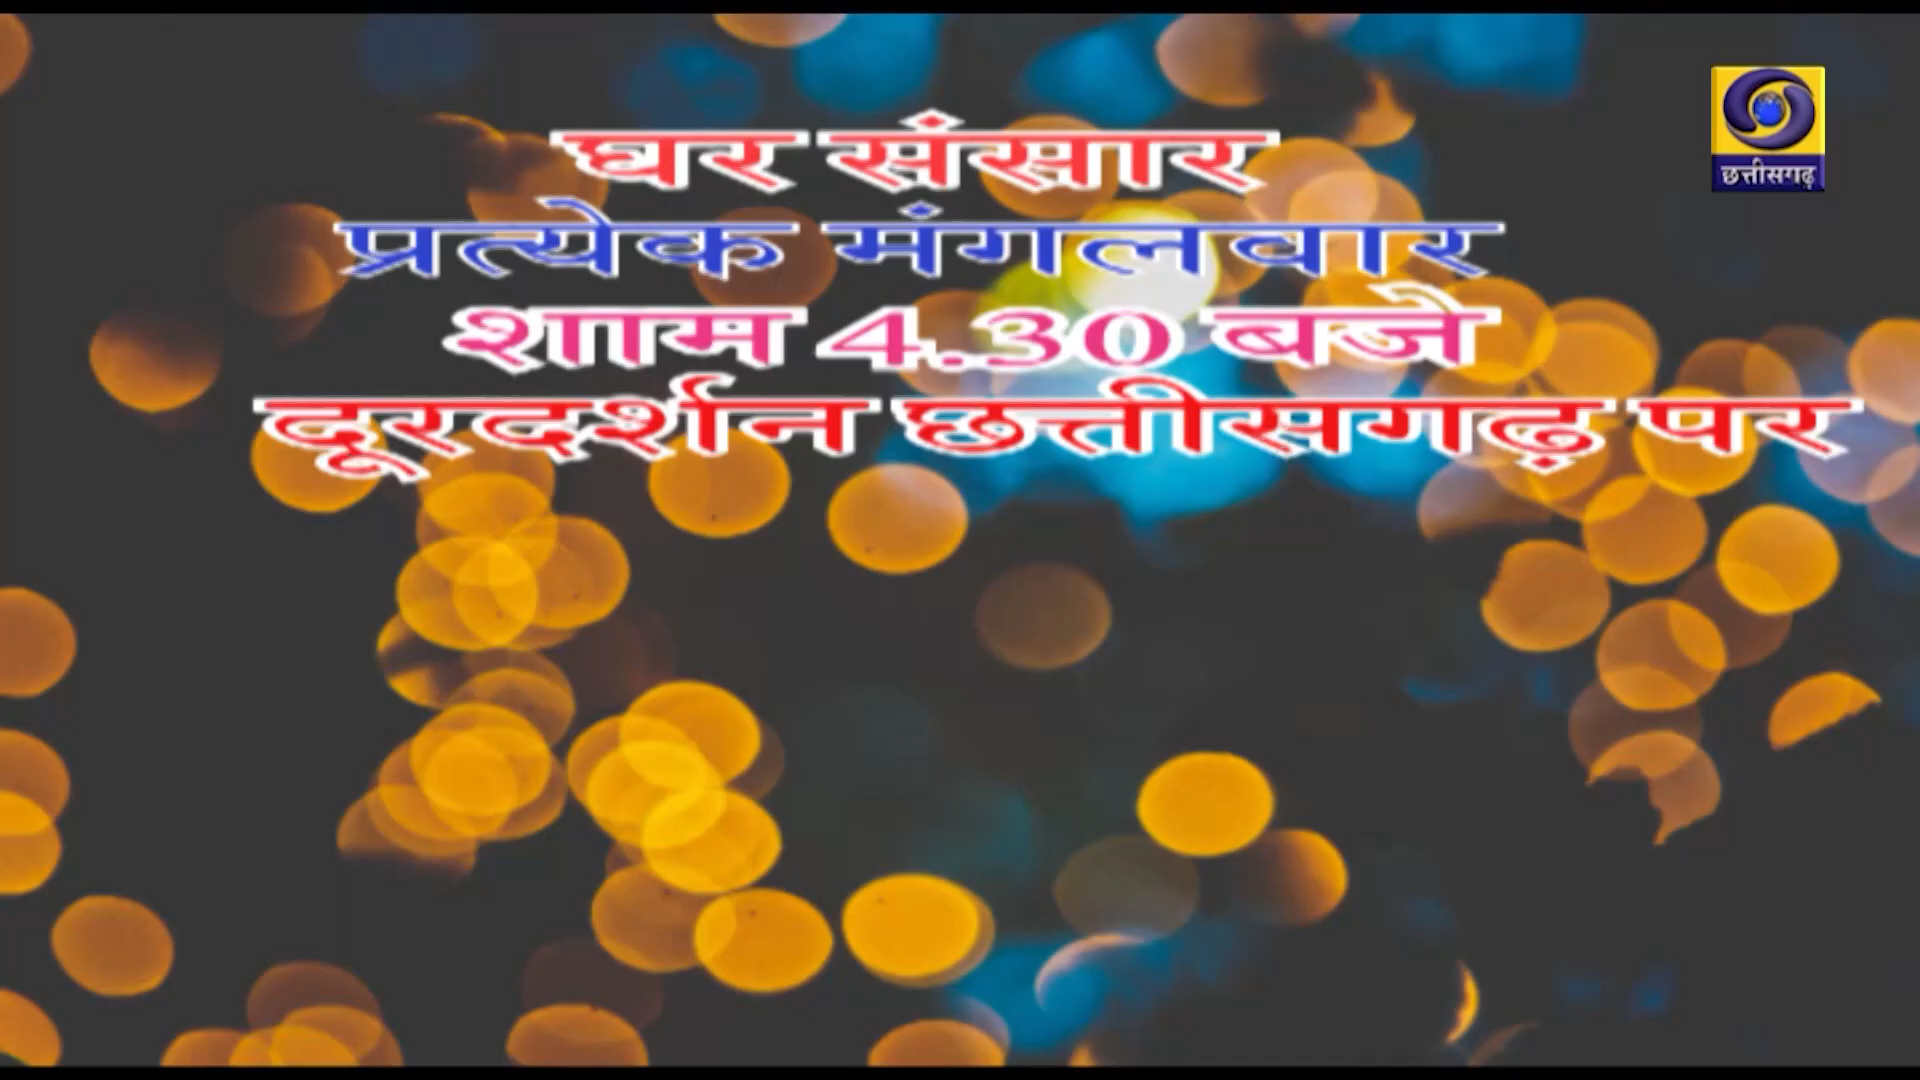 घर संसार
प्रत्येक मंगलवार
शाम 4.30 बजे
दूरदर्शन छत्तीसगढ़ पर
छत्तीसगढ़